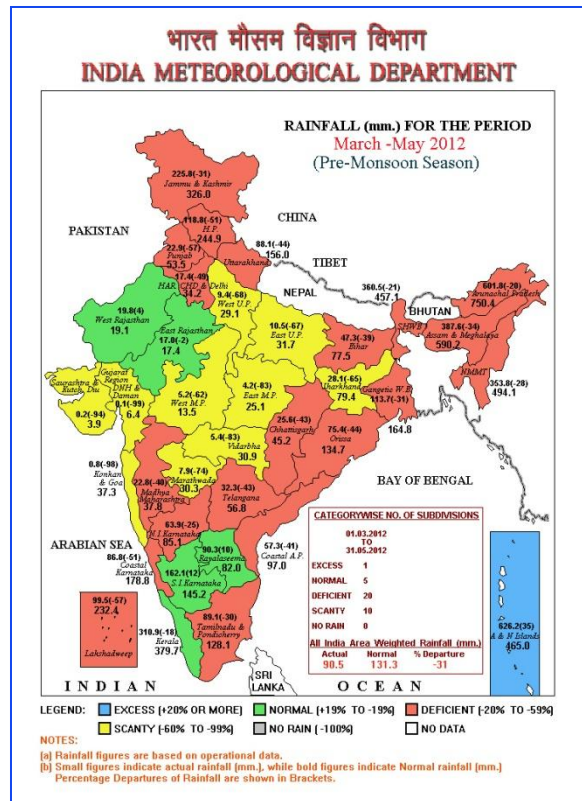 भारत मौसम विज्ञान विभाग
INDIA METEOROLOGICAL DEPARTMENT
RAINFALL (mm.) FOR THE PERIOD
March -May 2012
(Pre-Monsoon Season)
225.8(-31)
Jammu & Kashmir
326.0
CHINA
118.8(-51)
H.P.
244.9
PAKISTAN
22.9(-57)
Punjab
53.5
88.1(-44)
156.0
Uttarakhand
TIBET
17.4(-49)
HAR. CHD & Delhi
34.2
NEPAL
9.4(-68)
West U.P.
29.1
360.5(-21)
457.1
BHUTAN
601.8(-20)
Arunachal Pradesh
750.4
19.8(4)
West Rajasthan
19.1
East Rajasthan
17.0(-2)
17.4
10.5(-67)
East U.P.
31.7
47.3(-39)
Bihar
77.5
SHWB
387.6(-34)
Assam & Meghalaya
590.2
NMMT
353.8(-28)
494.1
Saurashtra &
Kutch, Diu
0.2(-94)
3.9
Gujarat
Region
DNH &
Daman
0.1(-99)
6.4
5.2(-62)
West M.P.
13.5
4.2(-83)
East M.P.
25.1
28.1(-65)
Jharkhand
79.4
Gangetic W.B.
113.7(-31)
164.8
25.6(-43)
Chhattisgarh
45.2
75.4(-44)
Orissa
134.7
5.4(-83)
Vidarbha
30.9
0.8(-98)
Konkan
& Goa
37.3
7.9(-74)
Marathwada
30.3
22.8(-40)
Madhya
Maharashtra
37.8
32.3(-43)
Telangana
56.8
BAY OF BENGAL
ARABIAN SEA
63.9(-25)
N.I.Karnataka
85.1
86.8(-51)
Coastal
Karnataka
178.8
90.3(10)
Rayalaseema
82.0
57.3(-41)
Coastal A.P.
97.0
162.1(12)
S.I.Karnataka
145.2
99.5(-57)
232.4
Lakshadweep
310.9(-18)
Kerala
379.7
89.1(-30)
Tamilnadu &
Pondicherry
128.1
626.2(35)
A & N Islands
465.0
CATEGORYWISE NO. OF SUBDIVISIONS
01.03.2012
TO
31.05.2012
EXCESS 1
NORMAL 5
DEFICIENT 20
SCANTY 10
NO RAIN 0
All India Area Weighted Rainfall (mm.)
Actual Normal % Departure
90.5 131.3 -31
SRI
LANKA
INDIAN OCEAN
LEGEND: EXCESS (+20% OR MORE) NORMAL (+19% TO -19%) DEFICIENT (-20% TO -59%)
SCANTY (-60% TO -99%) NO RAIN (-100%) NO DATA
NOTES:
(a) Rainfall figures are based on operational data.
(b) Small figures indicate actual rainfall (mm.), while bold figures indicate Normal rainfall (mm.)
Percentage Departures of Rainfall are shown in Brackets.